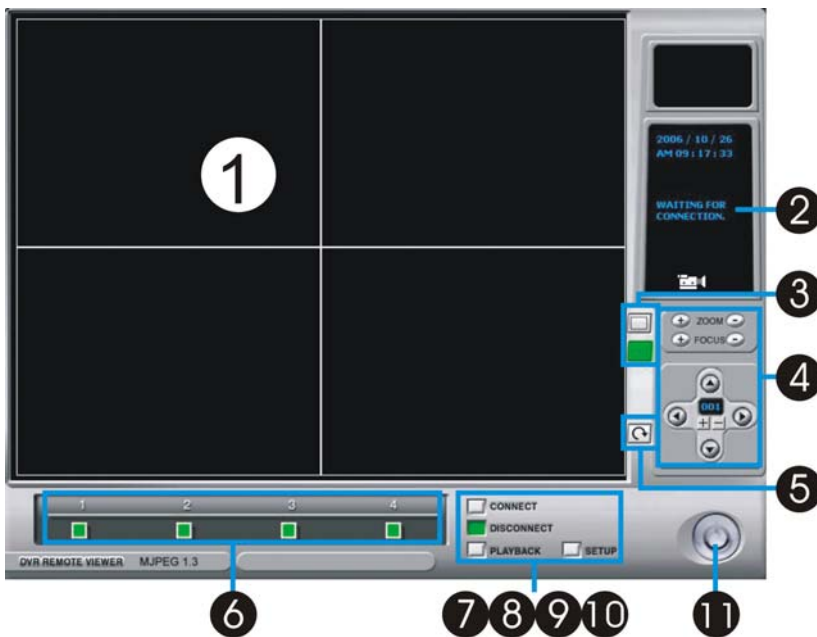 1
2006 / 10 / 26
AM 09 : 17 : 33
WAITING FOR
CONNECTION.
2
3
+ ZOOM -
+ FOCUS -
4
001
+ -
5
1 2 3 4
CONNECT
DISCONNECT
PLAYBACK SETUP
DVR REMOTE VIEWER MJPEG 1.3
6
7 8 9 10
11